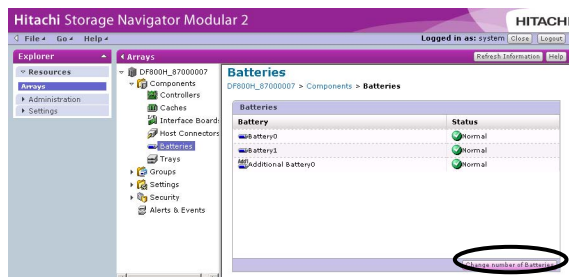 Hitachi Storage Navigator Modular 2
HITACHI
File Go Help
Logged in as: system Close Logout
Explorer
Resources
Arrays
Administration
Settings
Arrays
Refresh Information Help
DF800H_87000007
Components
Controllers
Caches
Interface Boards
Host Connectors
Batteries
Trays
Groups
Settings
Security
Alerts & Events
Batteries
DF800H_87000007 > Components > Batteries
Batteries
Battery Status
Battery0 Normal
Battery1 Normal
Additional Battery0 Normal
Change number of Batteries